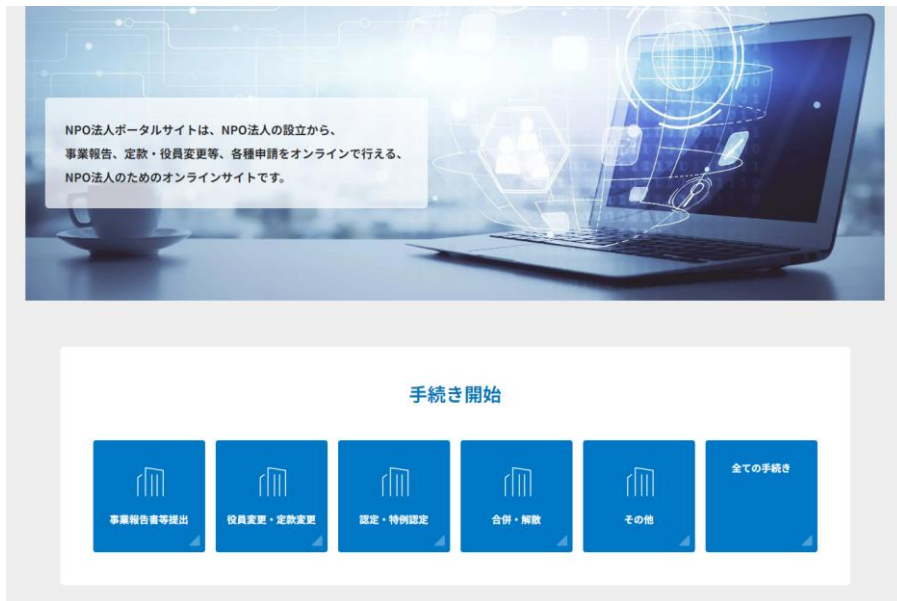 NPO法人ポータルサイトは、NPO法人の設立から、
事業報告、定款・役員変更等、各種申請をオンラインで行える、
NPO法人のためのオンラインサイトです。
手続き開始
事業報告書等提出
役員変更・定款変更
認定・特例認定
合併・解散
その他
全ての手続き